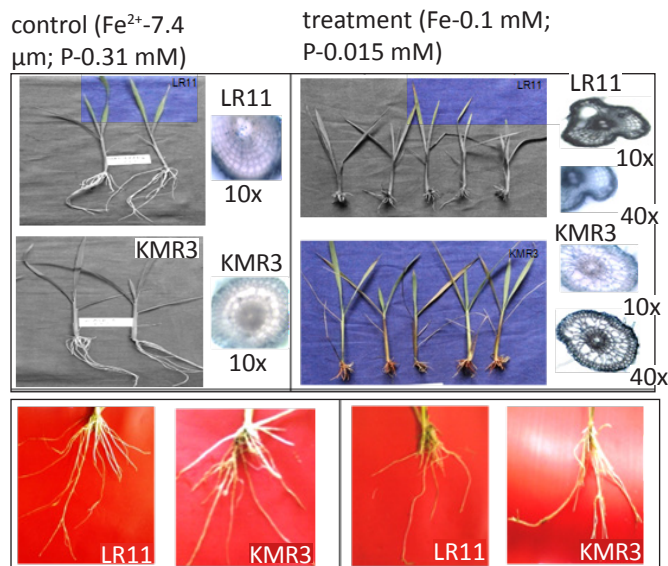 control (Fe²⁺-7.4
μm; P-0.31 mM)
treatment (Fe-0.1 mM;
P-0.015 mM)
LR11
10x
KMR3
KMR3
10x
LR11
LR11
10x
40x
KMR3
KMR3
10x
40x
LR11
KMR3
LR11
KMR3